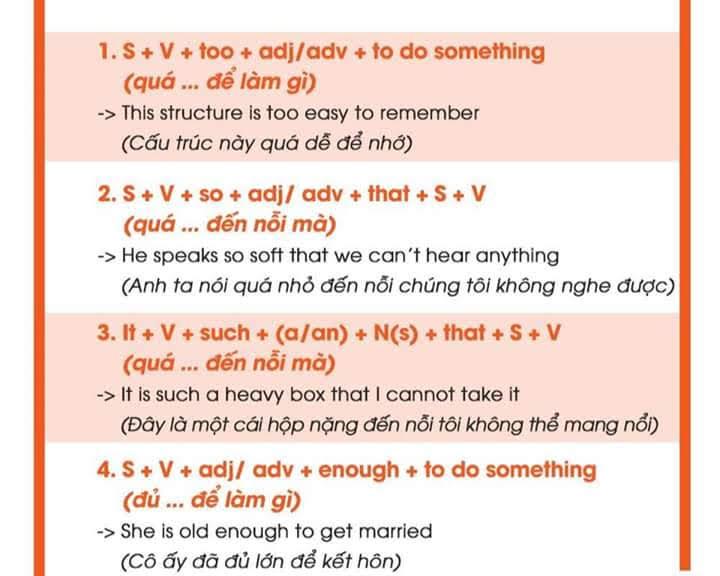 1. S + V + too + adj/adv + to do something
(quá ... để làm gì)
-> This structure is too easy to remember
(Cấu trúc này quá dễ để nhớ)
2. S + V + so + adj/ adv + that + S + V
(quá ... đến nỗi mà)
-> He speaks so soft that we can't hear anything
(Anh ta nói quá nhỏ đến nỗi chúng tôi không nghe được)
3. It + V + such + (a/an) + N(s) + that + S + V
(quá ... đến nỗi mà)
-> It is such a heavy box that I cannot take it
(Đây là một cái hộp nặng đến nỗi tôi không thể mang nổi)
4. S + V + adj/ adv + enough + to do something
(đủ ... để làm gì)
-> She is old enough to get married
(Cô ấy đã đủ lớn để kết hôn)